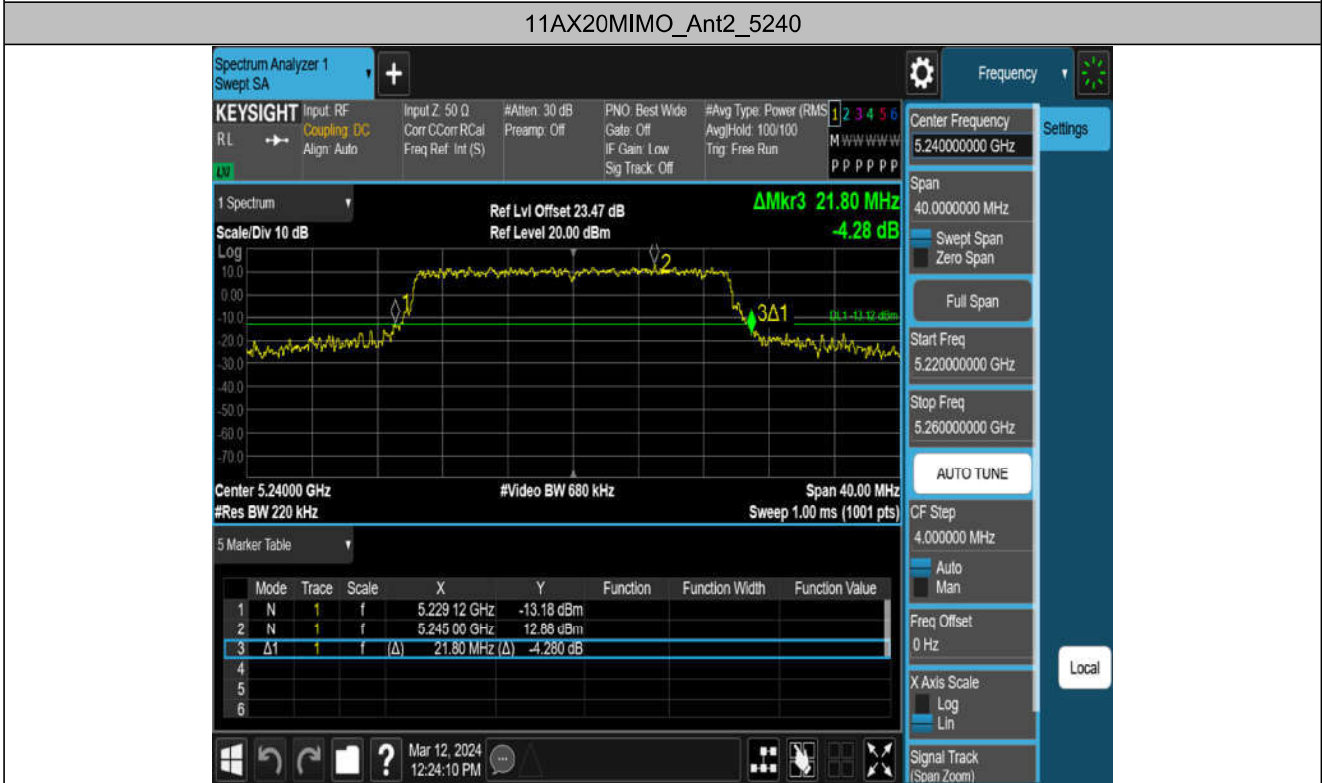 11AX20MIMO_Ant2_5240
Spectrum Analyzer 1
Swept SA
+
Frequency
KEYSIGHT
RL
LXI
Input: RF
Coupling: DC
Align: Auto
Input Z: 50 Ω
Corr CCorr RCal
Freq Ref: Int (S)
#Atten: 30 dB
Preamp: Off
PNO: Best Wide
Gate: Off
IF Gain: Low
Sig Track: Off
#Avg Type: Power (RMS
Avg|Hold: 100/100
Trig: Free Run
1 2 3 4 5 6
M W W W W W
P P P P P P
Center Frequency
5.240000000 GHz
Settings
1 Spectrum
Scale/Div 10 dB
Ref Lvl Offset 23.47 dB
Ref Level 20.00 dBm
ΔMkr3 21.80 MHz
-4.28 dB
Span
40.0000000 MHz
Swept Span
Zero Span
Full Span
Start Freq
5.220000000 GHz
Stop Freq
5.260000000 GHz
AUTO TUNE
CF Step
4.000000 MHz
Auto
Man
Freq Offset
0 Hz
X Axis Scale
Log
Lin
Signal Track
(Span Zoom)
Local
Log
10.0
0.00
-10.0
-20.0
-30.0
-40.0
-50.0
-60.0
-70.0
1
2
3Δ1
DL1 -13.12 dBm
Center 5.24000 GHz
#Res BW 220 kHz
#Video BW 680 kHz
Span 40.00 MHz
Sweep 1.00 ms (1001 pts)
5 Marker Table
Mode Trace Scale X Y Function Function Width Function Value
1 N 1 f 5.229 12 GHz -13.18 dBm
2 N 1 f 5.245 00 GHz 12.88 dBm
3 Δ1 1 f (Δ) 21.80 MHz (Δ) -4.280 dB
4
5
6
?
Mar 12, 2024
12:24:10 PM